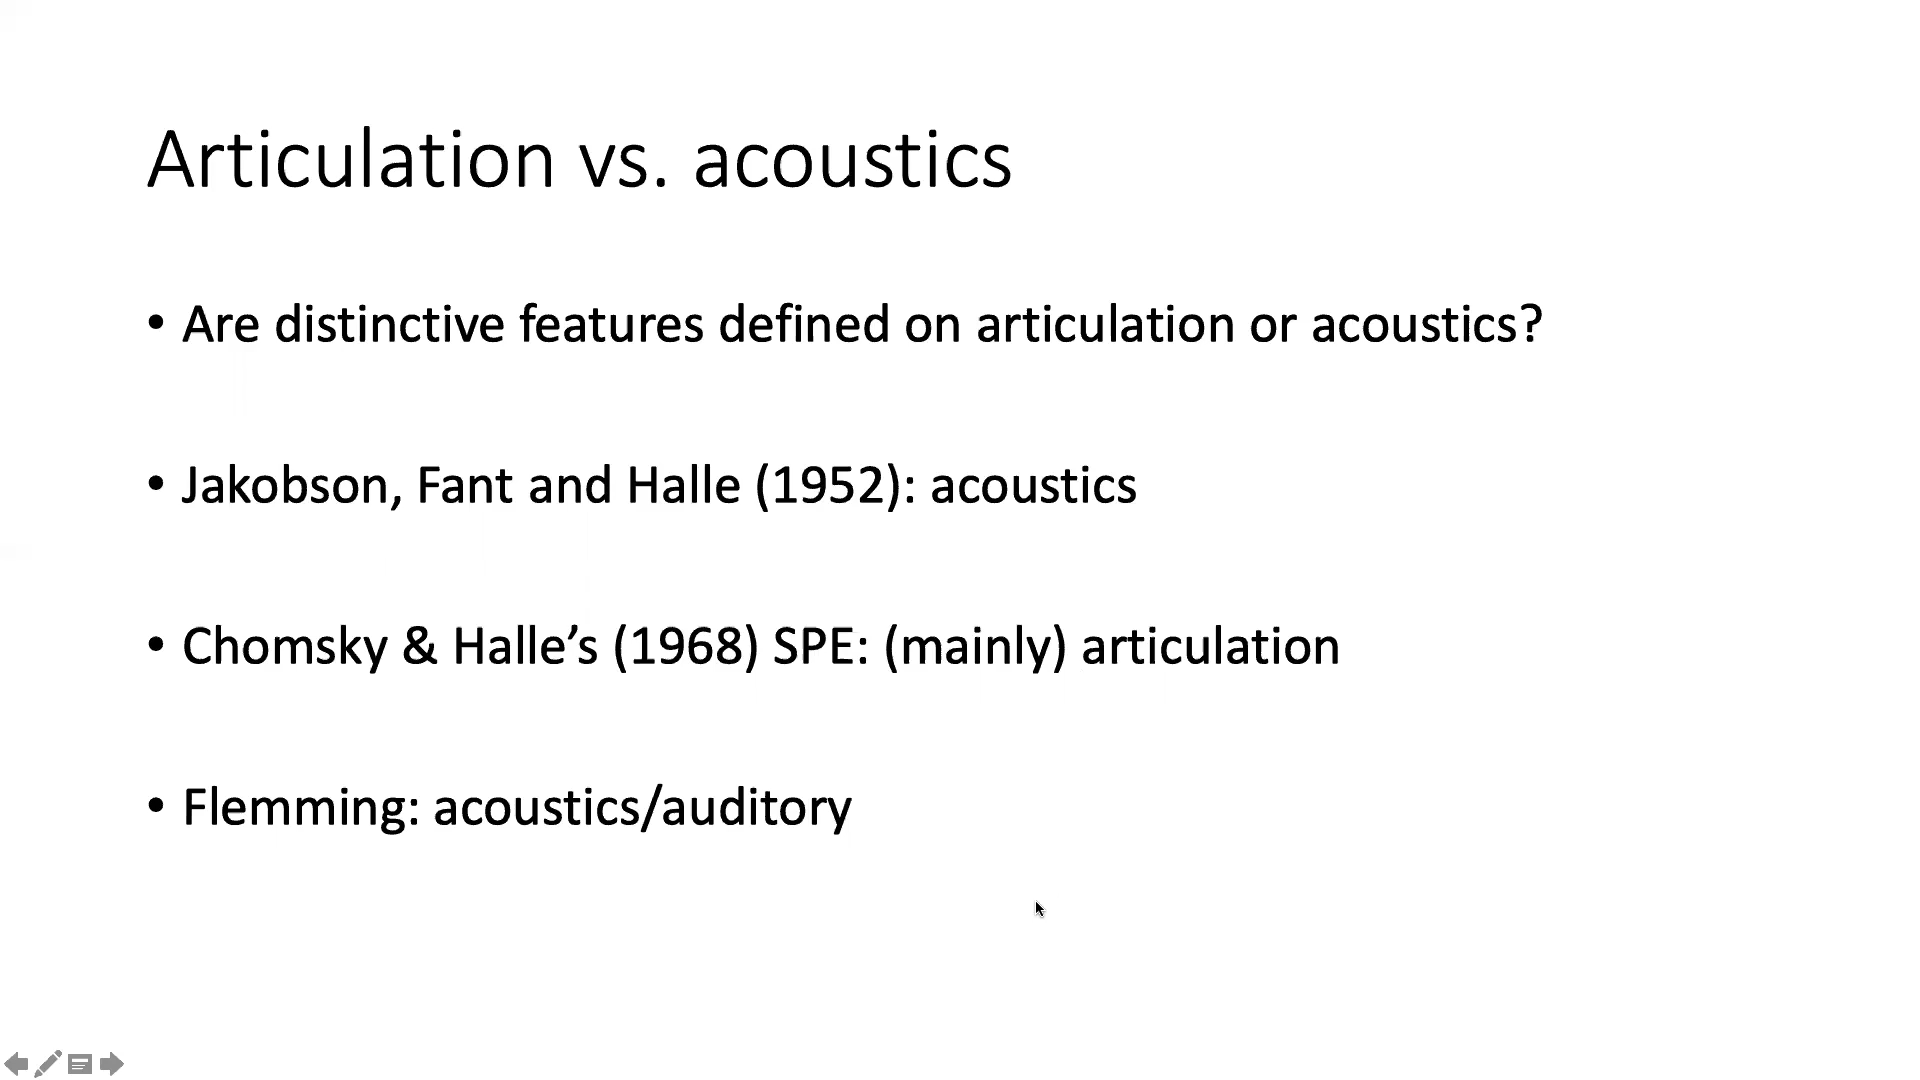 Articulation vs. acoustics
• Are distinctive features defined on articulation or acoustics?
• Jakobson, Fant and Halle (1952): acoustics
• Chomsky & Halle’s (1968) SPE: (mainly) articulation
• Flemming: acoustics/auditory